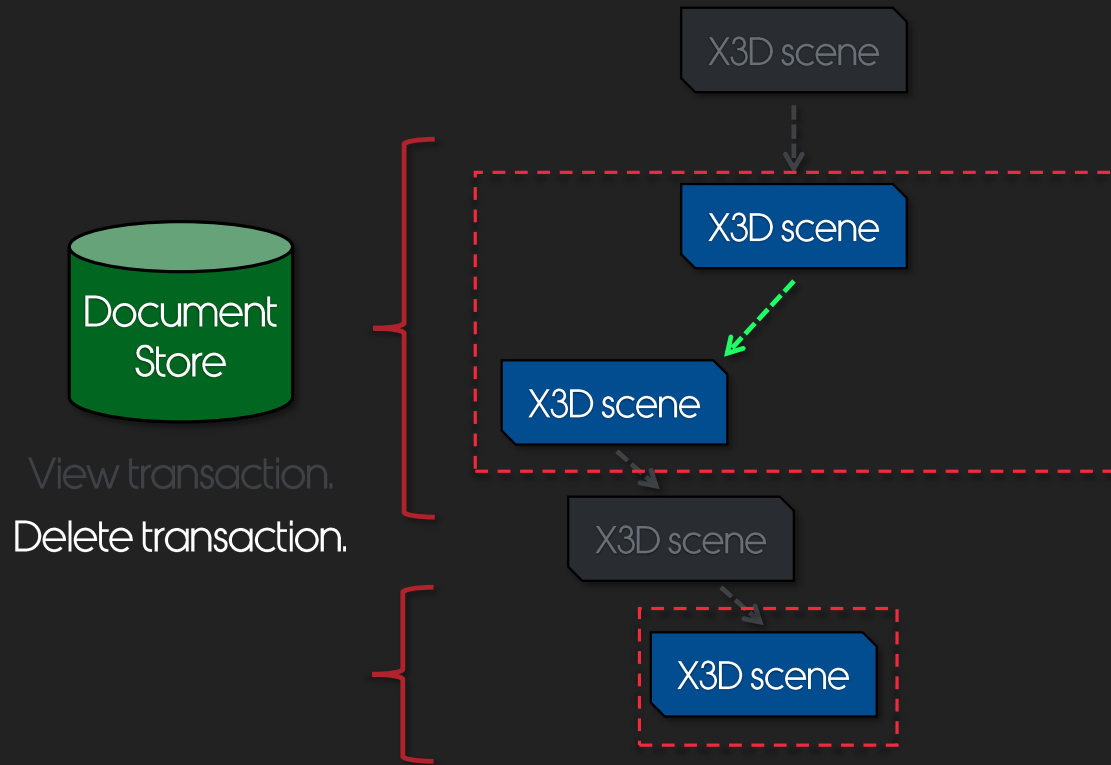 X3D scene
X3D scene
Document
Store
X3D scene
View transaction.
Delete transaction.
X3D scene
X3D scene